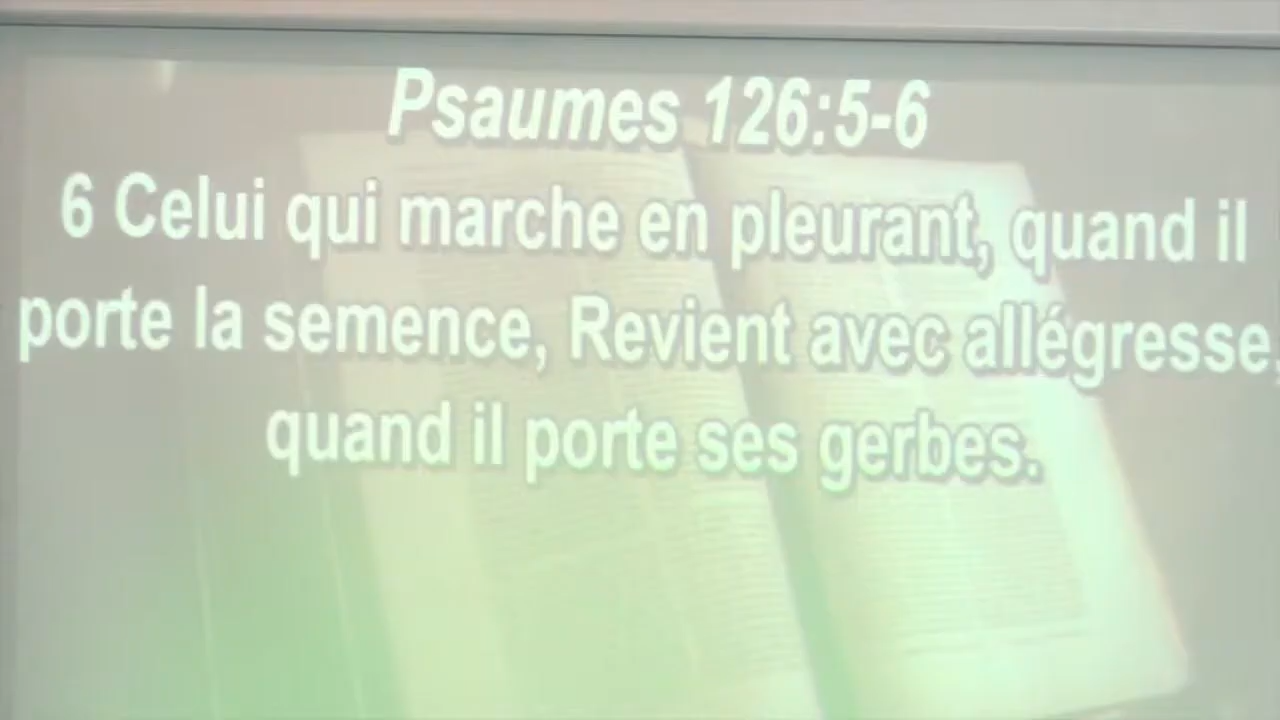 Psaumes 126:5-6
6 Celui qui marche en pleurant, quand il
porte la semence, Revient avec allégresse,
quand il porte ses gerbes.